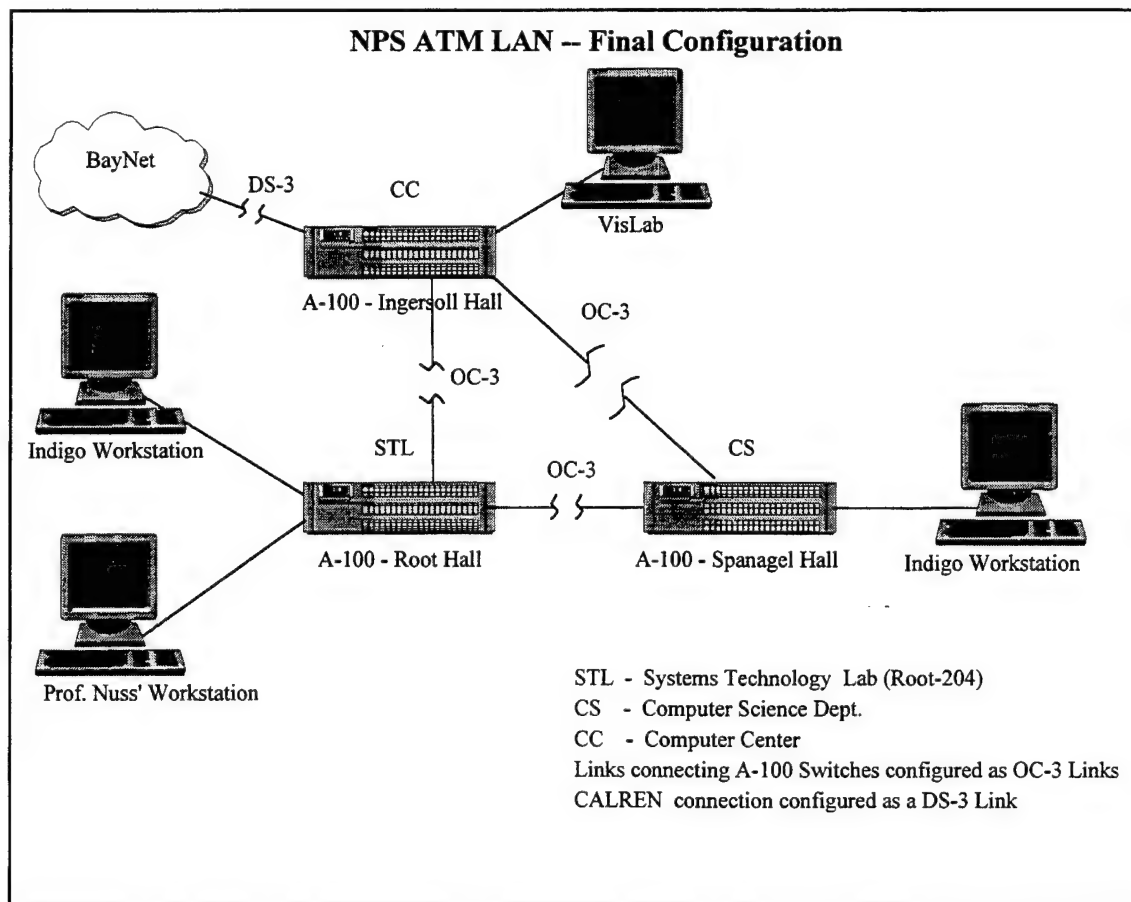 NPS ATM LAN -- Final Configuration
BayNet
DS-3
CC
VisLab
A-100 - Ingersoll Hall
OC-3
OC-3
Indigo Workstation
STL
CS
OC-3
A-100 - Root Hall
A-100 - Spanagel Hall
Indigo Workstation
Prof. Nuss' Workstation
STL - Systems Technology Lab (Root-204)
CS - Computer Science Dept.
CC - Computer Center
Links connecting A-100 Switches configured as OC-3 Links
CALREN connection configured as a DS-3 Link